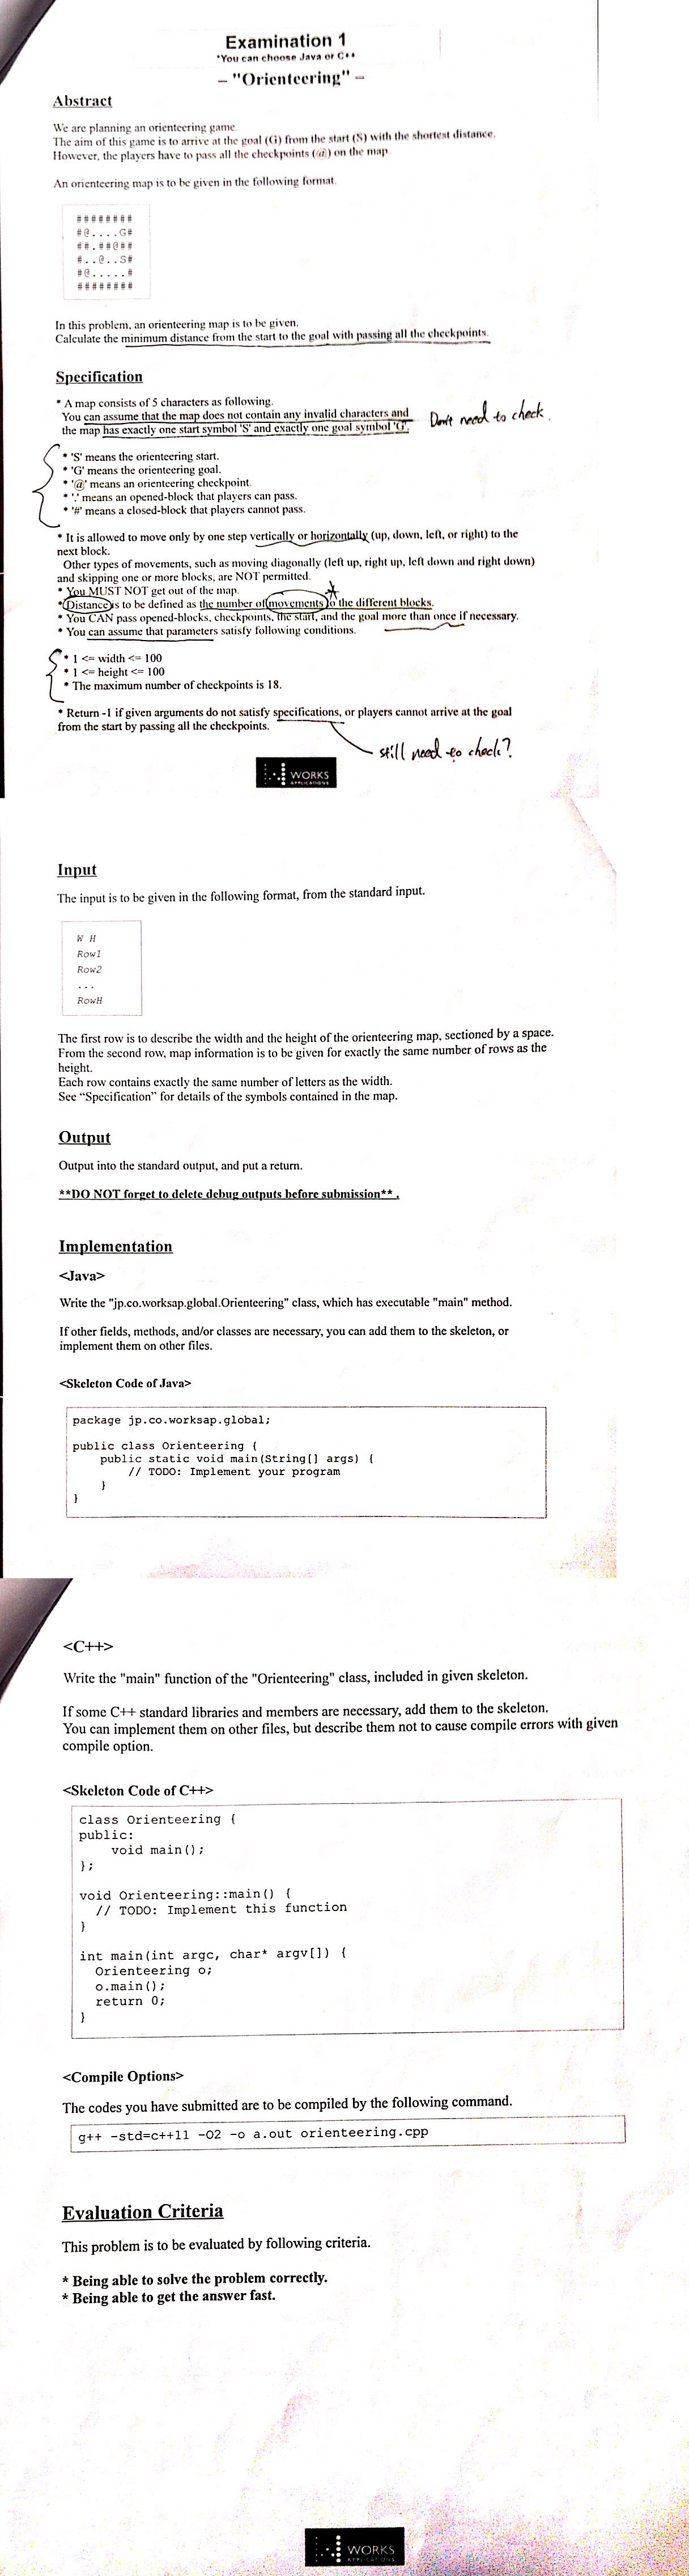 Examination 1
*You can choose Java or C++
– "Orienteering" –
Abstract
We are planning an orienteering game.
The aim of this game is to arrive at the goal (G) from the start (S) with the shortest distance.
However, the players have to pass all the checkpoints (@) on the map.
An orienteering map is to be given in the following format.
########
#@....G#
##.##@##
#..@..S#
#@.....#
########
In this problem, an orienteering map is to be given.
Calculate the minimum distance from the start to the goal with passing all the checkpoints.
Specification
* A map consists of 5 characters as following.
You can assume that the map does not contain any invalid characters and
the map has exactly one start symbol 'S' and exactly one goal symbol 'G'.
Don't need to check.
* 'S' means the orienteering start.
* 'G' means the orienteering goal.
* '@' means an orienteering checkpoint.
* '.' means an opened-block that players can pass.
* '#' means a closed-block that players cannot pass.
* It is allowed to move only by one step vertically or horizontally (up, down, left, or right) to the
next block.
Other types of movements, such as moving diagonally (left up, right up, left down and right down)
and skipping one or more blocks, are NOT permitted.
* You MUST NOT get out of the map.
* Distance is to be defined as the number of movements to the different blocks.
* You CAN pass opened-blocks, checkpoints, the start, and the goal more than once if necessary.
* You can assume that parameters satisfy following conditions.
* 1 <= width <= 100
* 1 <= height <= 100
* The maximum number of checkpoints is 18.
* Return -1 if given arguments do not satisfy specifications, or players cannot arrive at the goal
from the start by passing all the checkpoints.
still need to check?
WORKS
APPLICATIONS
Input
The input is to be given in the following format, from the standard input.
W H
Row1
Row2
...
RowH
The first row is to describe the width and the height of the orienteering map, sectioned by a space.
From the second row, map information is to be given for exactly the same number of rows as the
height.
Each row contains exactly the same number of letters as the width.
See “Specification” for details of the symbols contained in the map.
Output
Output into the standard output, and put a return.
**DO NOT forget to delete debug outputs before submission** .
Implementation
<Java>
Write the "jp.co.worksap.global.Orienteering" class, which has executable "main" method.
If other fields, methods, and/or classes are necessary, you can add them to the skeleton, or
implement them on other files.
<Skeleton Code of Java>
package jp.co.worksap.global;
public class Orienteering {
public static void main(String[] args) {
// TODO: Implement your program
}
}
<C++>
Write the "main" function of the "Orienteering" class, included in given skeleton.
If some C++ standard libraries and members are necessary, add them to the skeleton.
You can implement them on other files, but describe them not to cause compile errors with given
compile option.
<Skeleton Code of C++>
class Orienteering {
public:
void main();
};
void Orienteering::main() {
// TODO: Implement this function
}
int main(int argc, char* argv[]) {
Orienteering o;
o.main();
return 0;
}
<Compile Options>
The codes you have submitted are to be compiled by the following command.
g++ -std=c++11 -O2 -o a.out orienteering.cpp
Evaluation Criteria
This problem is to be evaluated by following criteria.
* Being able to solve the problem correctly.
* Being able to get the answer fast.
WORKS
APPLICATIONS